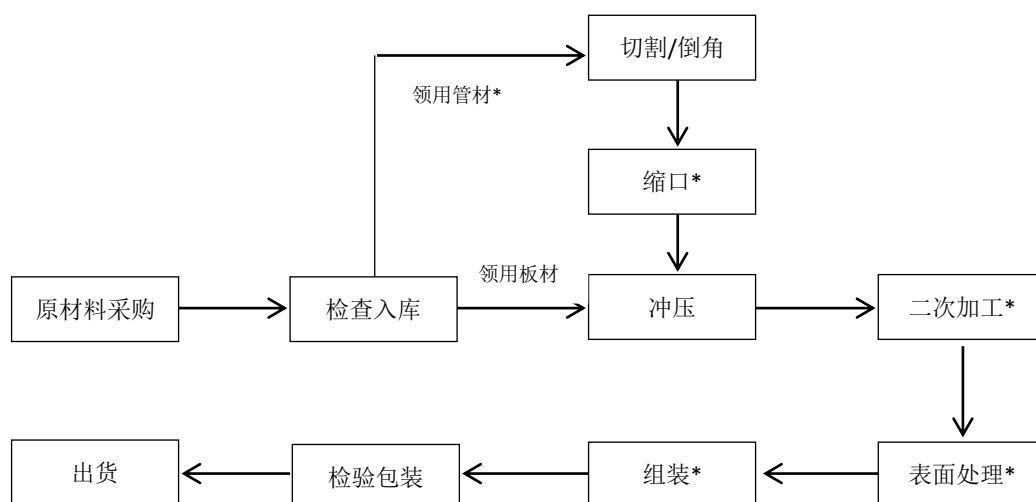 切割/倒角
领用管材*
缩口*
领用板材
原材料采购
检查入库
冲压
二次加工*
出货
检验包装
组装*
表面处理*